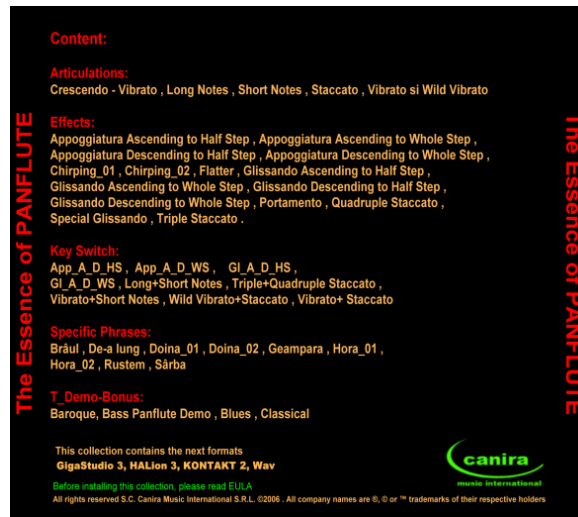 The Essence of PANFLUTE
Content:
Articulations:
Crescendo - Vibrato , Long Notes , Short Notes , Staccato , Vibrato si Wild Vibrato
Effects:
Appoggiatura Ascending to Half Step , Appoggiatura Ascending to Whole Step ,
Appoggiatura Descending to Half Step , Appoggiatura Descending to Whole Step ,
Chirping_01 , Chirping_02 , Flatter , Glissando Ascending to Half Step ,
Glissando Ascending to Whole Step , Glissando Descending to Half Step ,
Glissando Descending to Whole Step , Portamento , Quadruple Staccato ,
Special Glissando , Triple Staccato .
Key Switch:
App_A_D_HS , App_A_D_WS , Gl_A_D_HS ,
Gl_A_D_WS , Long+Short Notes , Triple+Quadruple Staccato ,
Vibrato+Short Notes , Wild Vibrato+Staccato , Vibrato+ Staccato
Specific Phrases:
Brâul , De-a lung , Doina_01 , Doina_02 , Geampara , Hora_01 ,
Hora_02 , Rustem , Sârba
T_Demo-Bonus:
Baroque, Bass Panflute Demo , Blues , Classical
This collection contains the next formats
GigaStudio 3, HALion 3, KONTAKT 2, Wav
Before installing this collection, please read EULA
All rights reserved S.C. Canira Music International S.R.L. ©2006 . All company names are ®, © or ™ trademarks of their respective holders
canira
music international
The Essence of PANFLUTE